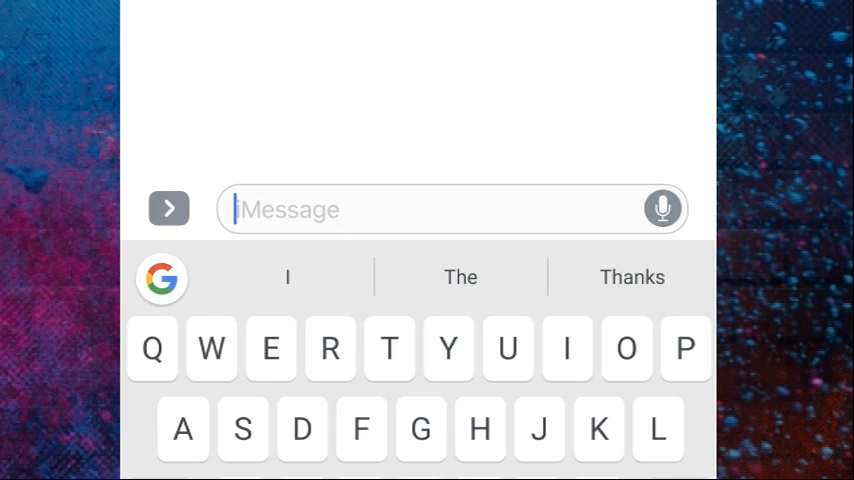 iMessage
G I The Thanks
Q W E R T Y U I O P
A S D F G H J K L